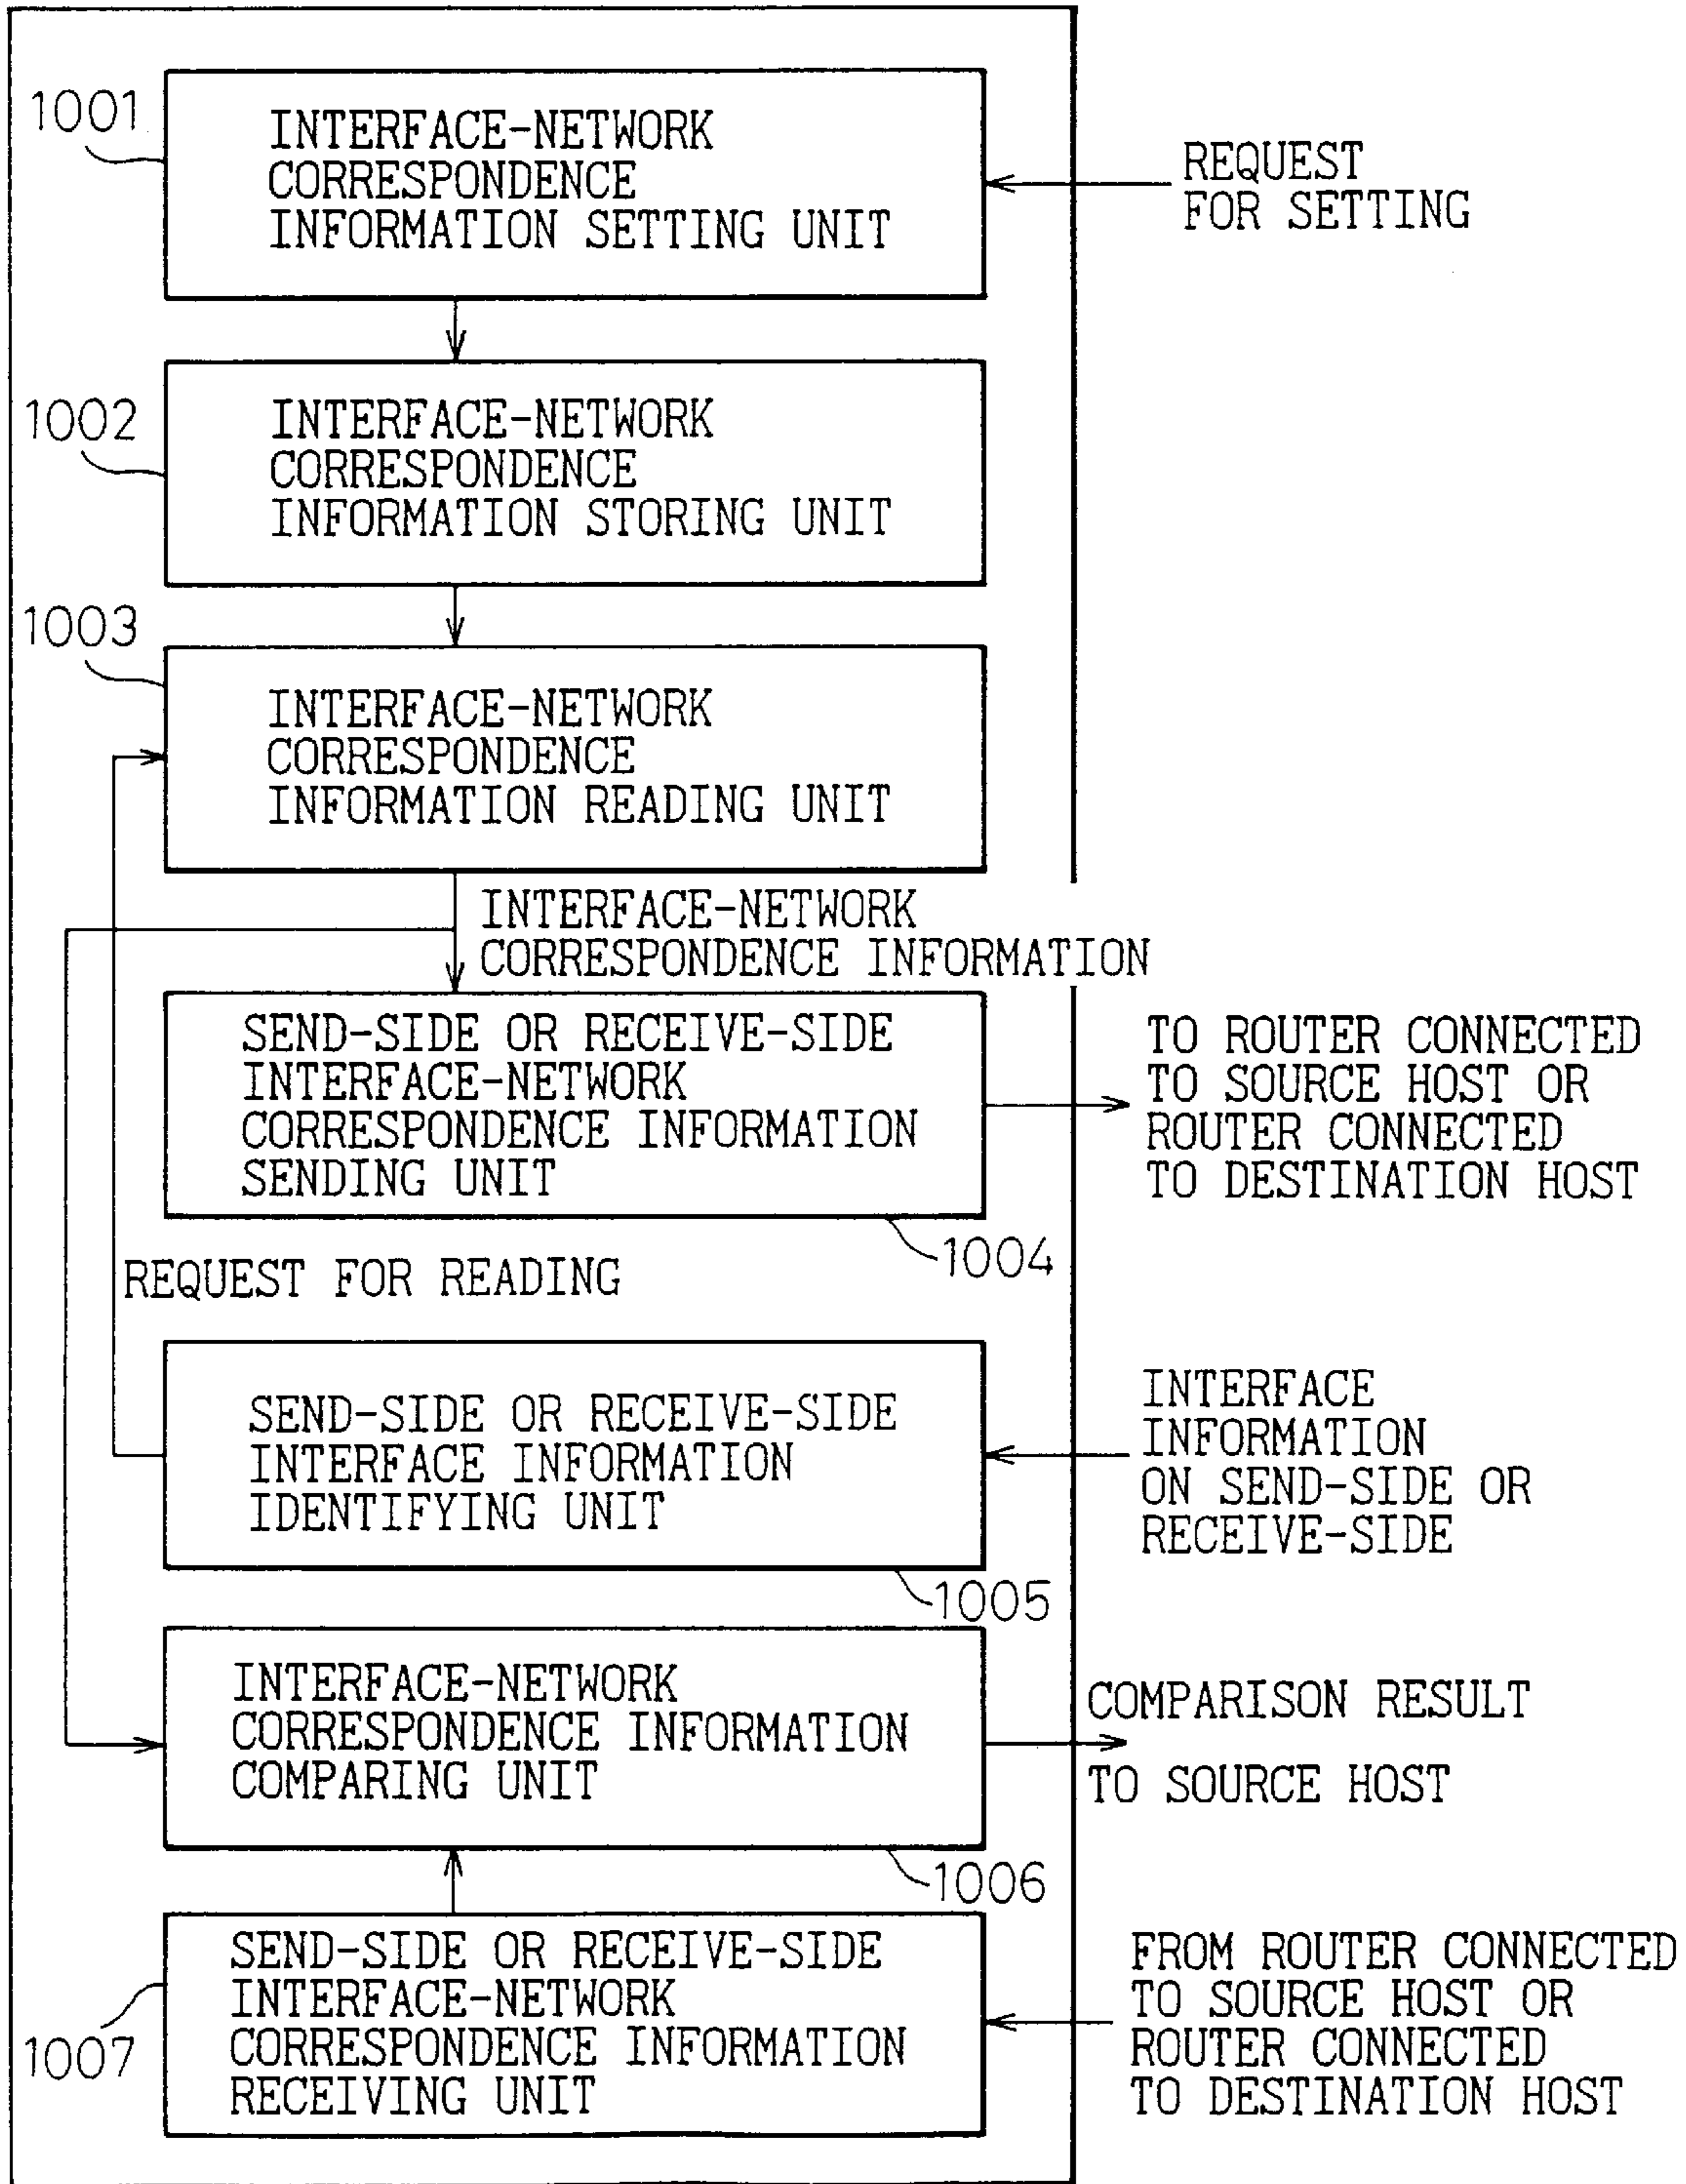 1001
INTERFACE-NETWORK
CORRESPONDENCE
INFORMATION SETTING UNIT
REQUEST
FOR SETTING
1002
INTERFACE-NETWORK
CORRESPONDENCE
INFORMATION STORING UNIT
1003
INTERFACE-NETWORK
CORRESPONDENCE
INFORMATION READING UNIT
INTERFACE-NETWORK
CORRESPONDENCE INFORMATION
SEND-SIDE OR RECEIVE-SIDE
INTERFACE-NETWORK
CORRESPONDENCE INFORMATION
SENDING UNIT
TO ROUTER CONNECTED
TO SOURCE HOST OR
ROUTER CONNECTED
TO DESTINATION HOST
1004
REQUEST FOR READING
SEND-SIDE OR RECEIVE-SIDE
INTERFACE INFORMATION
IDENTIFYING UNIT
INTERFACE
INFORMATION
ON SEND-SIDE OR
RECEIVE-SIDE
1005
INTERFACE-NETWORK
CORRESPONDENCE INFORMATION
COMPARING UNIT
COMPARISON RESULT
TO SOURCE HOST
1006
SEND-SIDE OR RECEIVE-SIDE
INTERFACE-NETWORK
CORRESPONDENCE INFORMATION
RECEIVING UNIT
1007
FROM ROUTER CONNECTED
TO SOURCE HOST OR
ROUTER CONNECTED
TO DESTINATION HOST